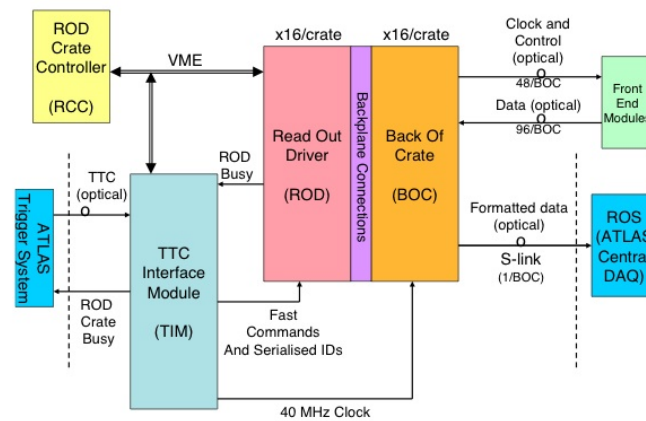 ROD
Crate
Controller
(RCC)
VME
x16/crate
x16/crate
Read Out
Driver
(ROD)
Backplane Connections
Back Of
Crate
(BOC)
Clock and
Control
(optical)
48/BOC
Data (optical)
96/BOC
Front
End
Modules
ROD
Busy
TTC
(optical)
ATLAS
Trigger System
ROD
Crate
Busy
TTC
Interface
Module
(TIM)
Fast
Commands
And Serialised IDs
40 MHz Clock
Formatted data
(optical)
S-link
(1/BOC)
ROS
(ATLAS
Central
DAQ)